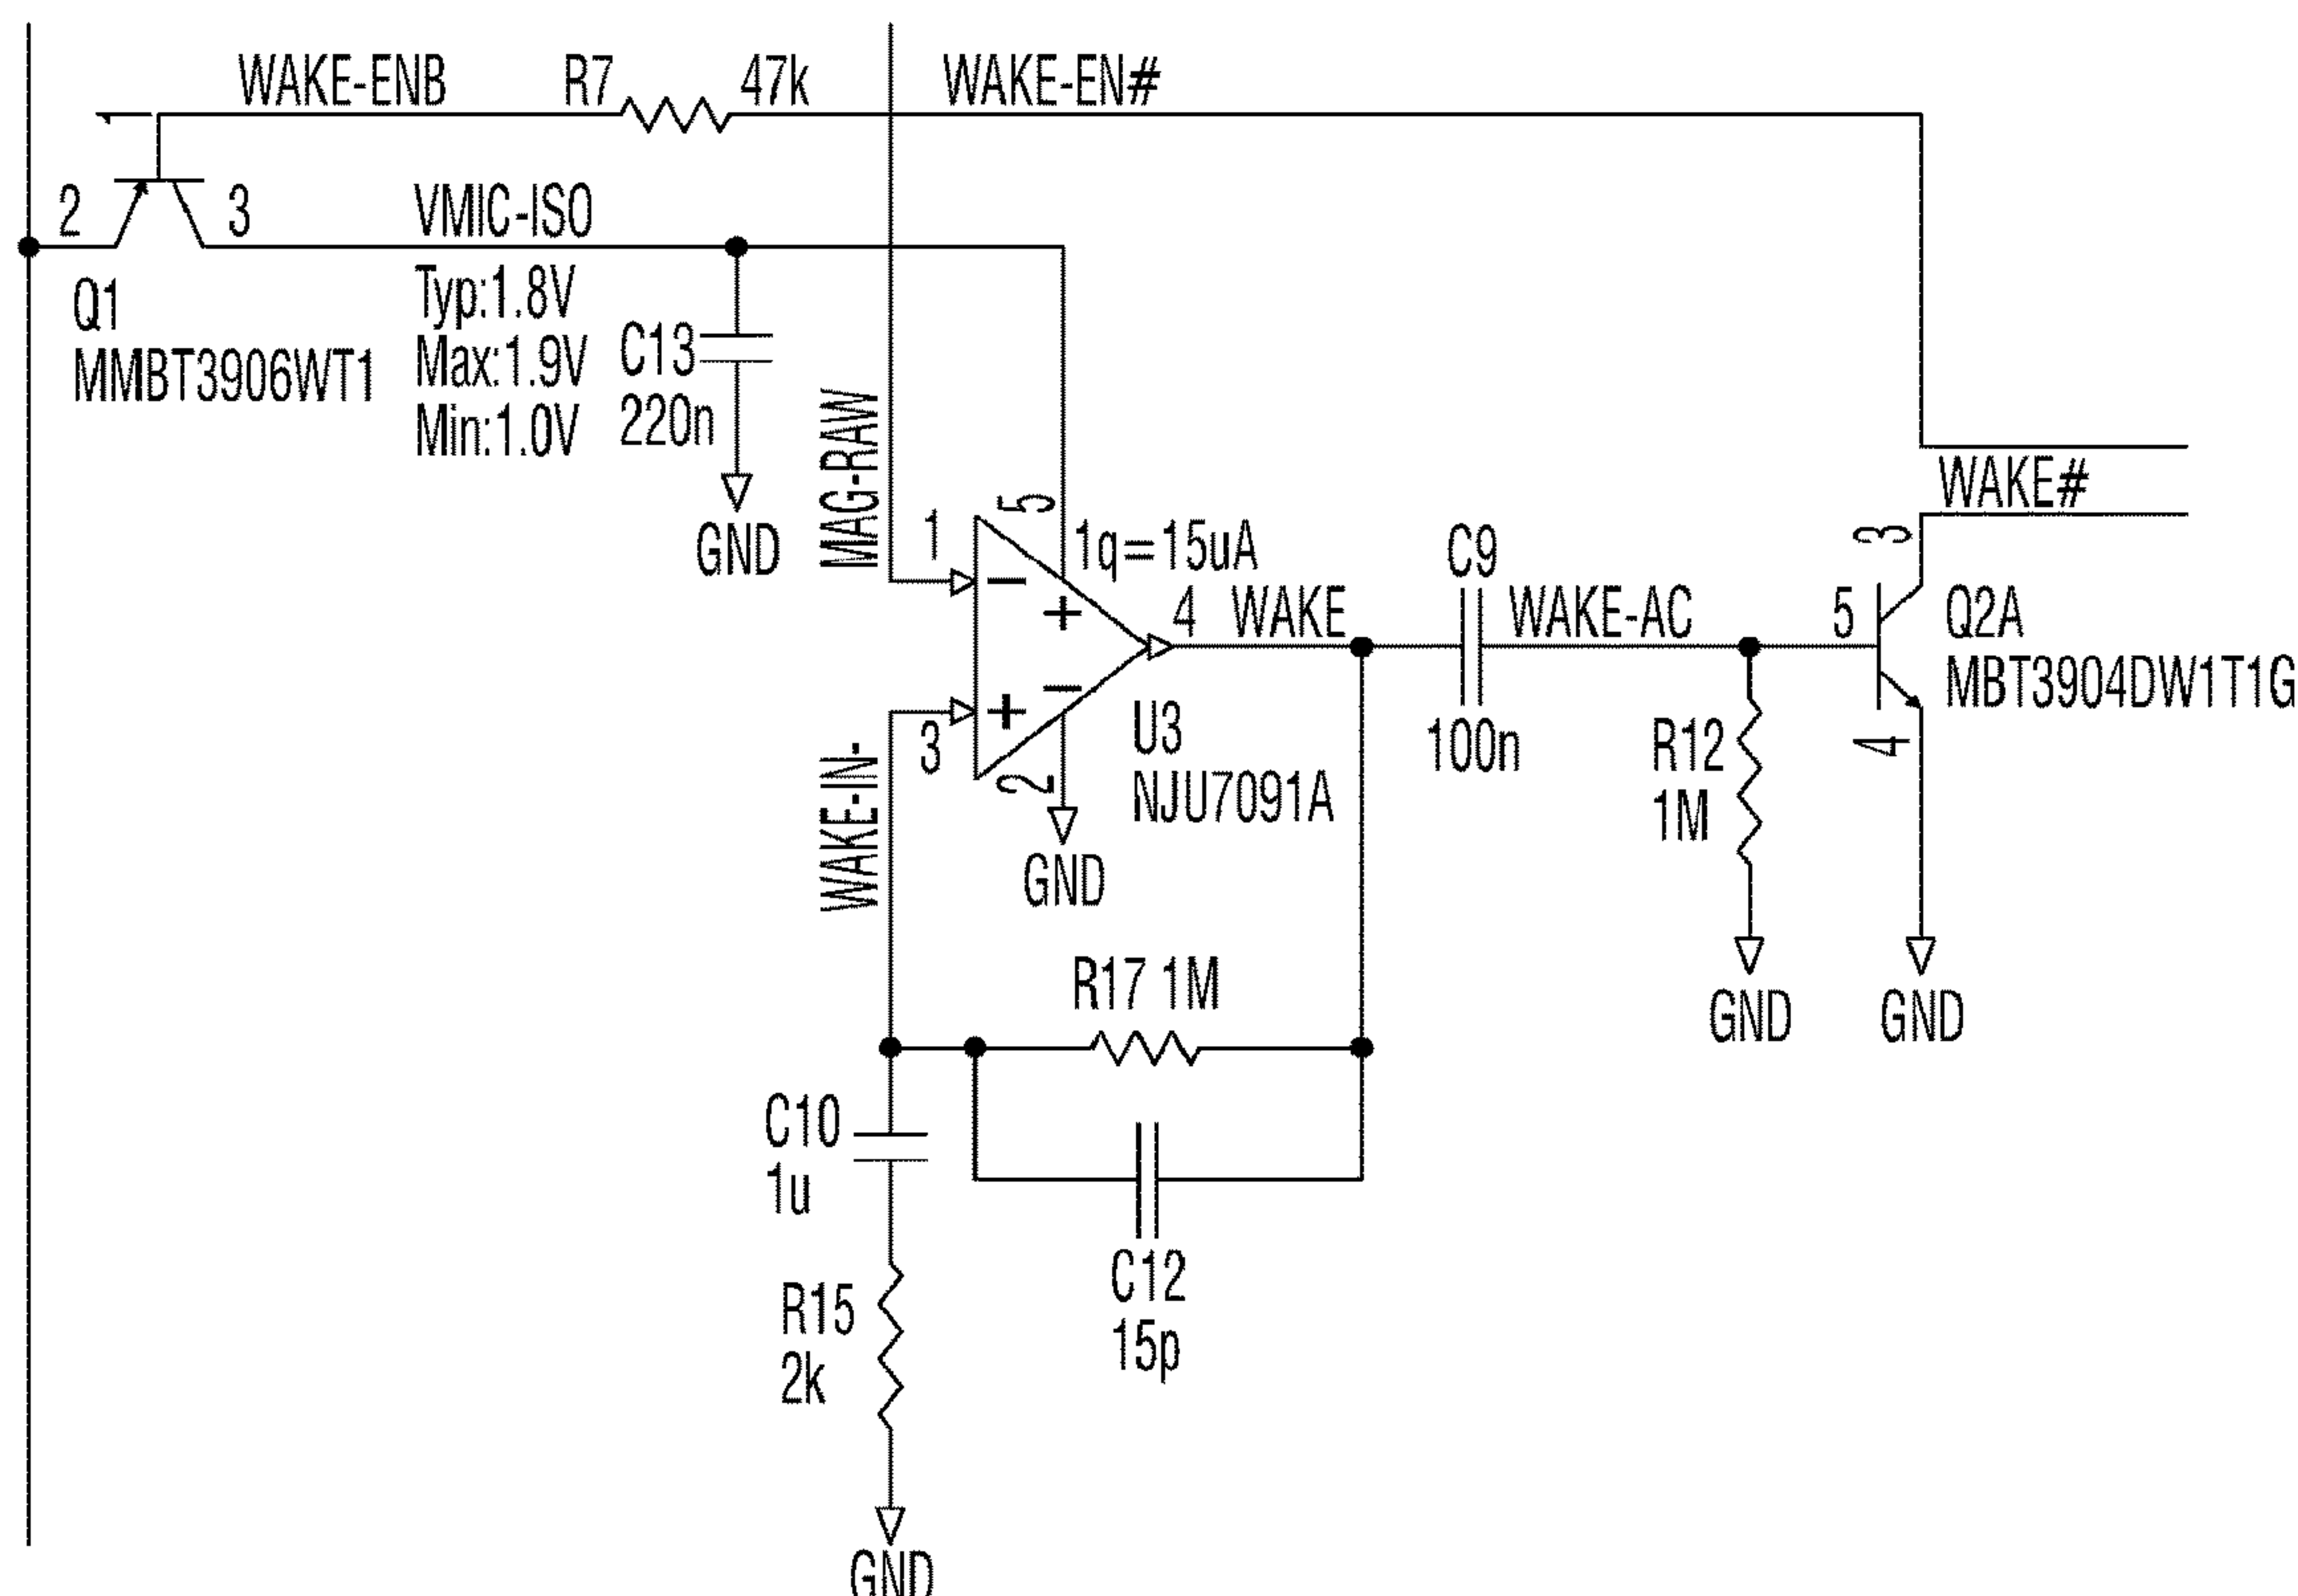 WAKE-ENB R7 47k WAKE-EN#
2 3 VMIC-ISO
Q1
MMBT3906WT1
Typ:1.8V
Max:1.9V
Min:1.0V
C13
220n
GND
MAG-RAW
1
5
1q=15uA
- +
4 WAKE
+ -
3
2
U3
NJU7091A
GND
WAKE-IN-
C9
100n
WAKE-AC
R12
1M
GND
WAKE#
3
5
4
Q2A
MBT3904DW1T1G
GND
R17 1M
C10
1u
C12
15p
R15
2k
GND